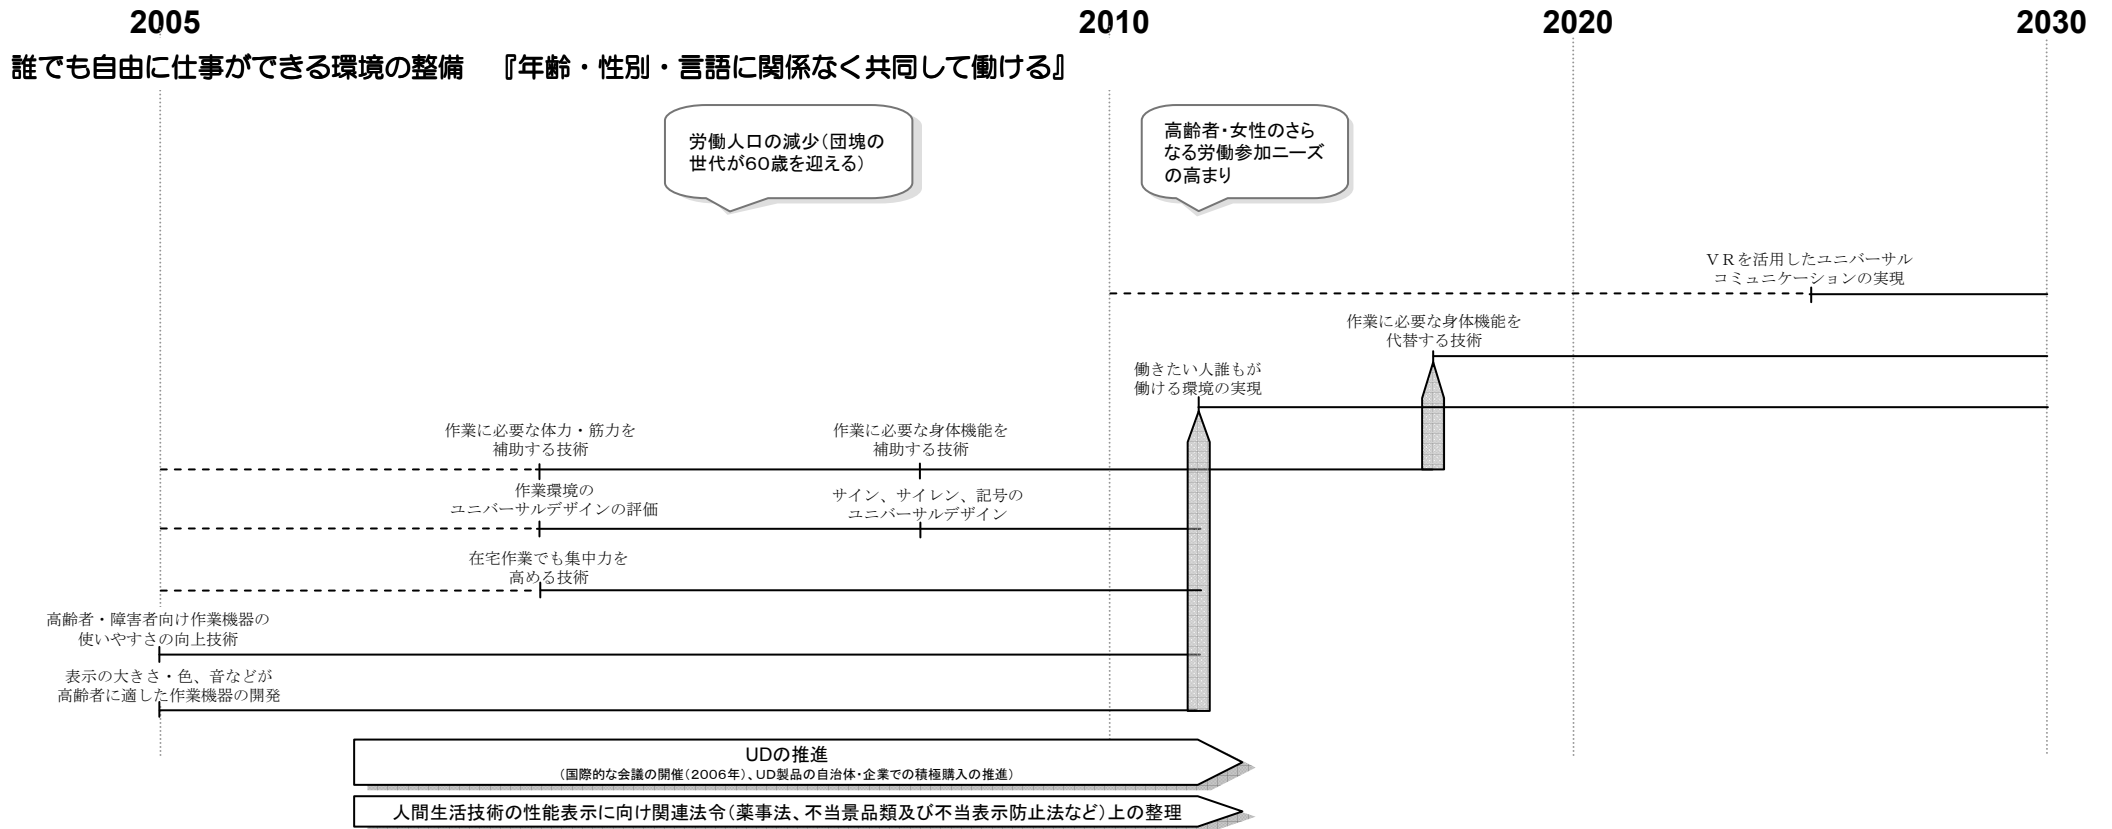 2005 2010 2020 2030
誰でも自由に仕事ができる環境の整備 『年齢・性別・言語に関係なく共同して働ける』
労働人口の減少(団塊の
世代が60歳を迎える)
高齢者・女性のさら
なる労働参加ニーズ
の高まり
VRを活用したユニバーサル
コミュニケーションの実現
作業に必要な身体機能を
代替する技術
働きたい人誰もが
働ける環境の実現
作業に必要な体力・筋力を
補助する技術
作業に必要な身体機能を
補助する技術
作業環境の
ユニバーサルデザインの評価
サイン、サイレン、記号の
ユニバーサルデザイン
在宅作業でも集中力を
高める技術
高齢者・障害者向け作業機器の
使いやすさの向上技術
表示の大きさ・色、音などが
高齢者に適した作業機器の開発
UDの推進
(国際的な会議の開催(2006年)、UD製品の自治体・企業での積極購入の推進)
人間生活技術の性能表示に向け関連法令(薬事法、不当景品類及び不当表示防止法など)上の整理